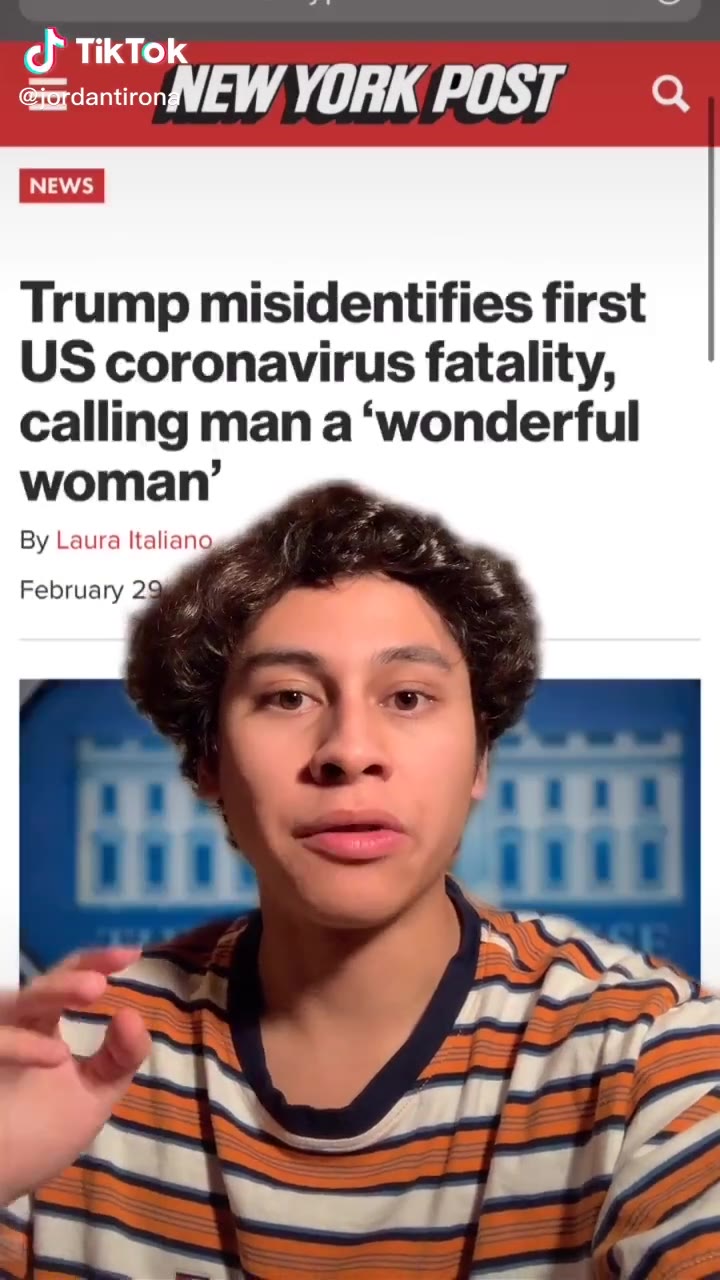 TikTok
@jordantirona
NEW YORK POST
NEWS
Trump misidentifies first
US coronavirus fatality,
calling man a ‘wonderful
woman’
By Laura Italiano
February 29